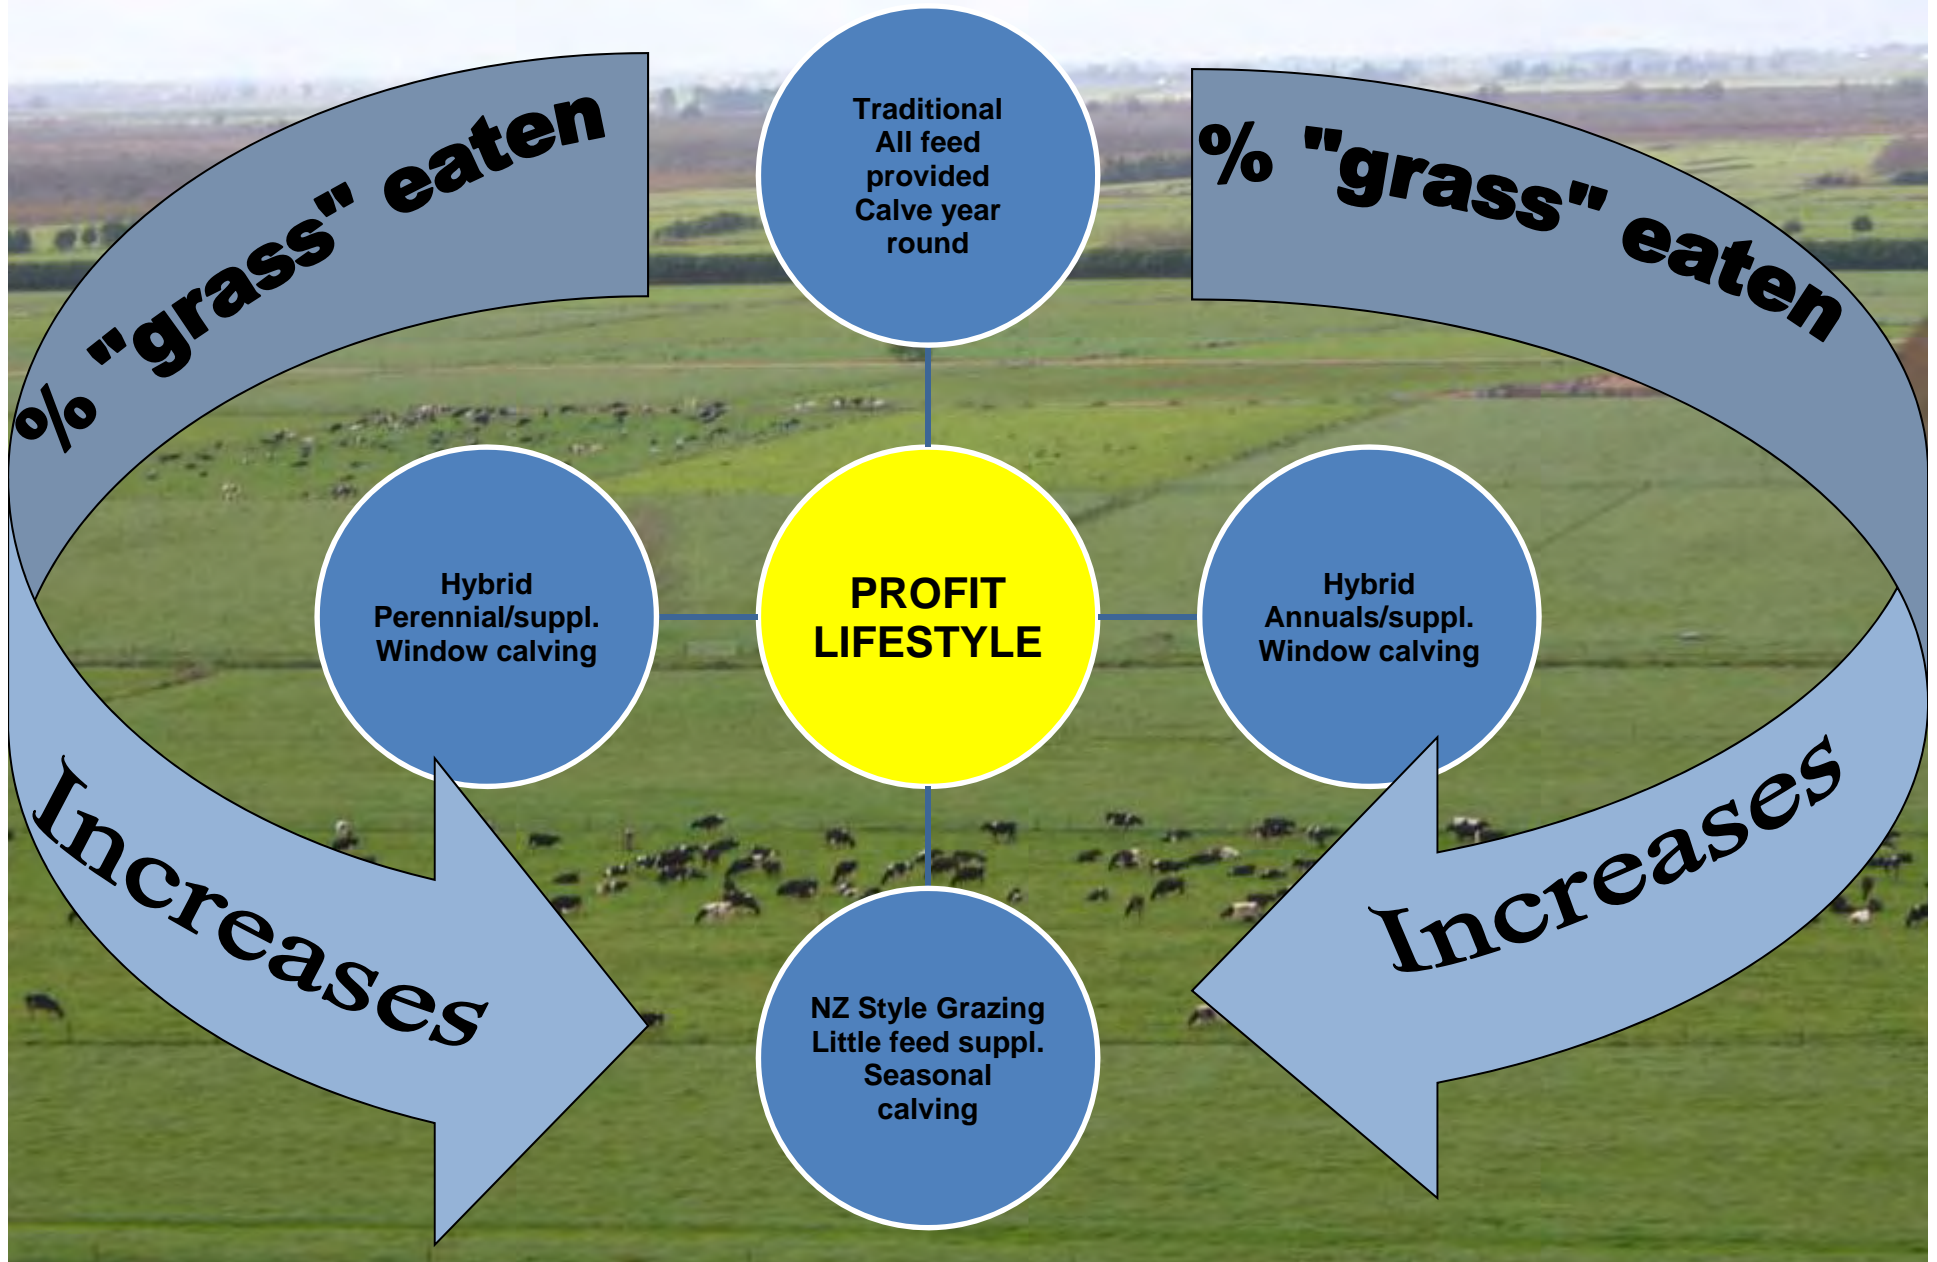 % "grass" eaten
Traditional
All feed
provided
Calve year
round
% "grass" eaten
Hybrid
Perennial/suppl.
Window calving
PROFIT
LIFESTYLE
Hybrid
Annuals/suppl.
Window calving
Increases
NZ Style Grazing
Little feed suppl.
Seasonal
calving
Increases